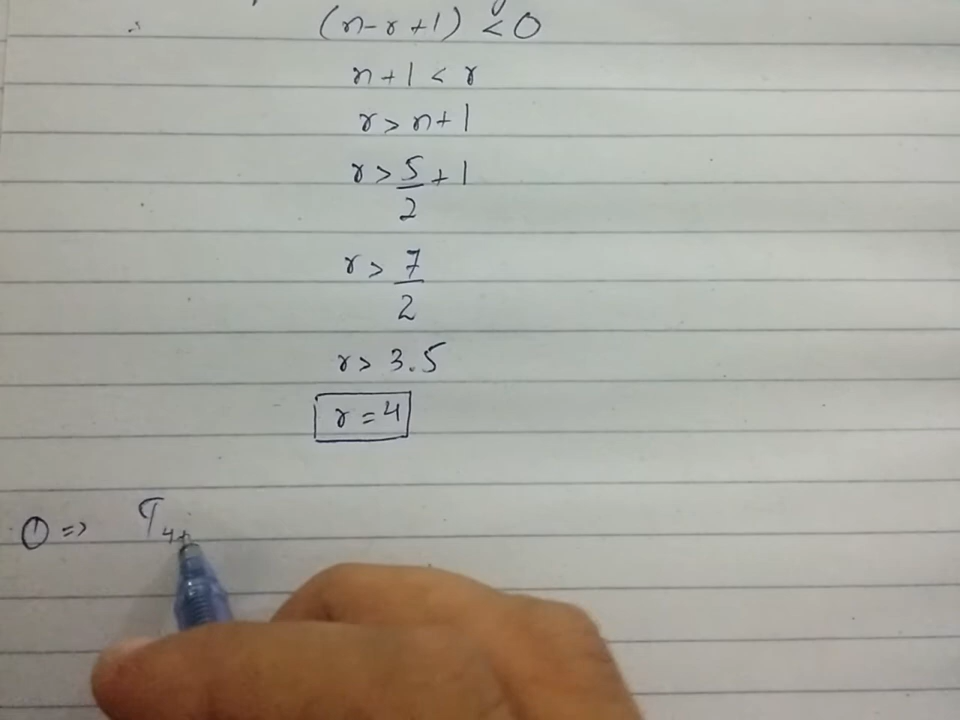 ∴ (n-r+1) < 0
n+1 < r
r > n+1
r > 5/2 + 1
r > 7/2
r > 3.5
r = 4
① => T₄₊